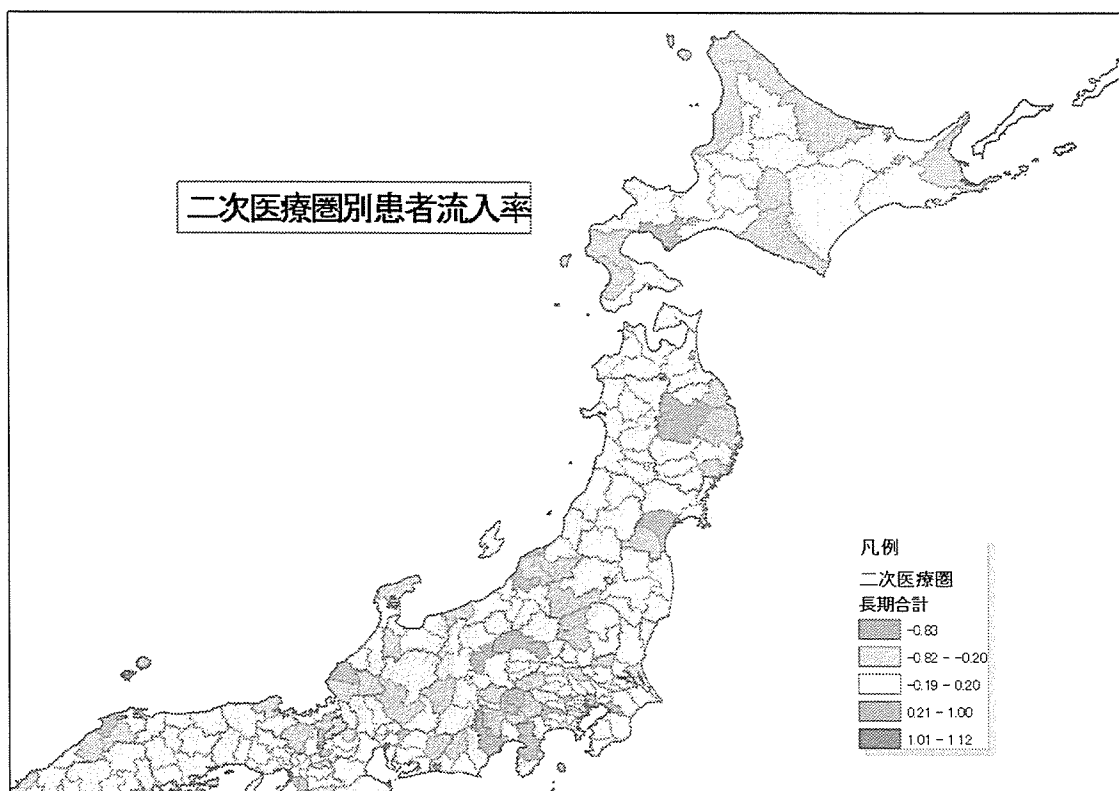 二次医療圏別患者流入率
凡例
二次医療圏
長期合計
-0.83
-0.82 - -0.20
-0.19 - 0.20
0.21 - 1.00
1.01 - 1.12